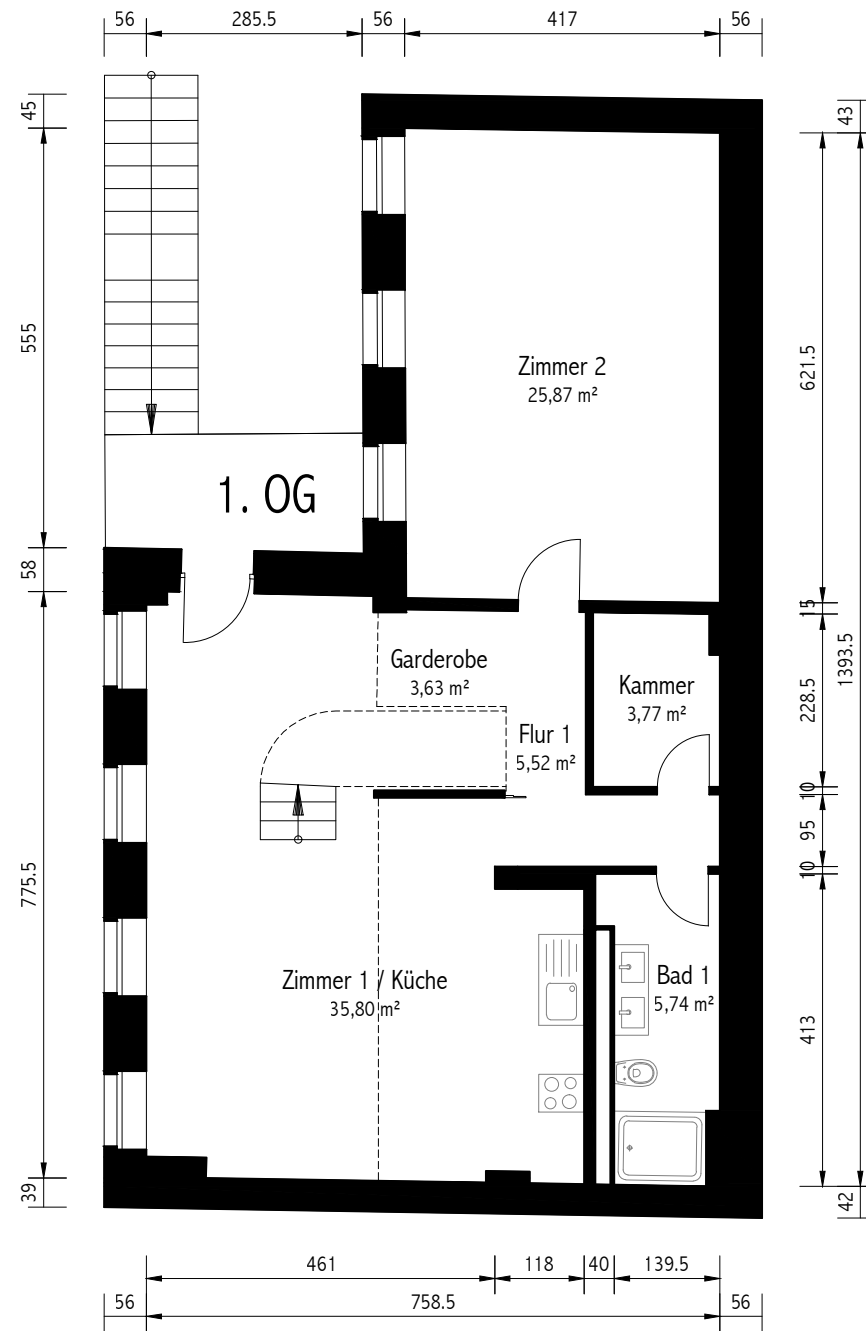 56 285.5 56 417 56
45
43
555
621.5
Zimmer 2
25,87 m²
1. OG
58
15
1393.5
Garderobe
3,63 m²
Kammer
3,77 m²
228.5
Flur 1
5,52 m²
10
95
10
775.5
Zimmer 1 / Küche
35,80 m²
Bad 1
5,74 m²
413
39
42
461 118 40 139.5
56 758.5 56